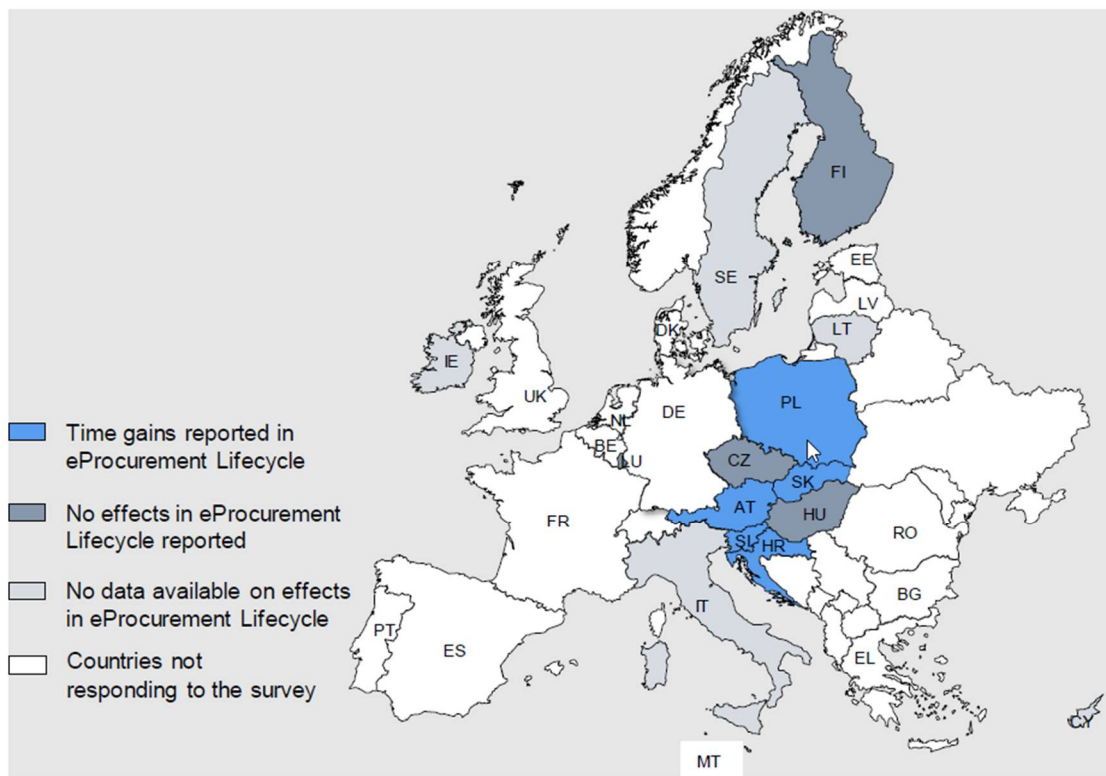 FI
EE
SE
LV
DK
LT
IE
UK
NL
DE
PL
BE
LU
CZ
SK
Time gains reported in
eProcurement Lifecycle
FR
AT
HU
No effects in eProcurement
Lifecycle reported
SI
HR
RO
No data available on effects
in eProcurement Lifecycle
IT
BG
PT
ES
Countries not
responding to the survey
EL
CY
MT